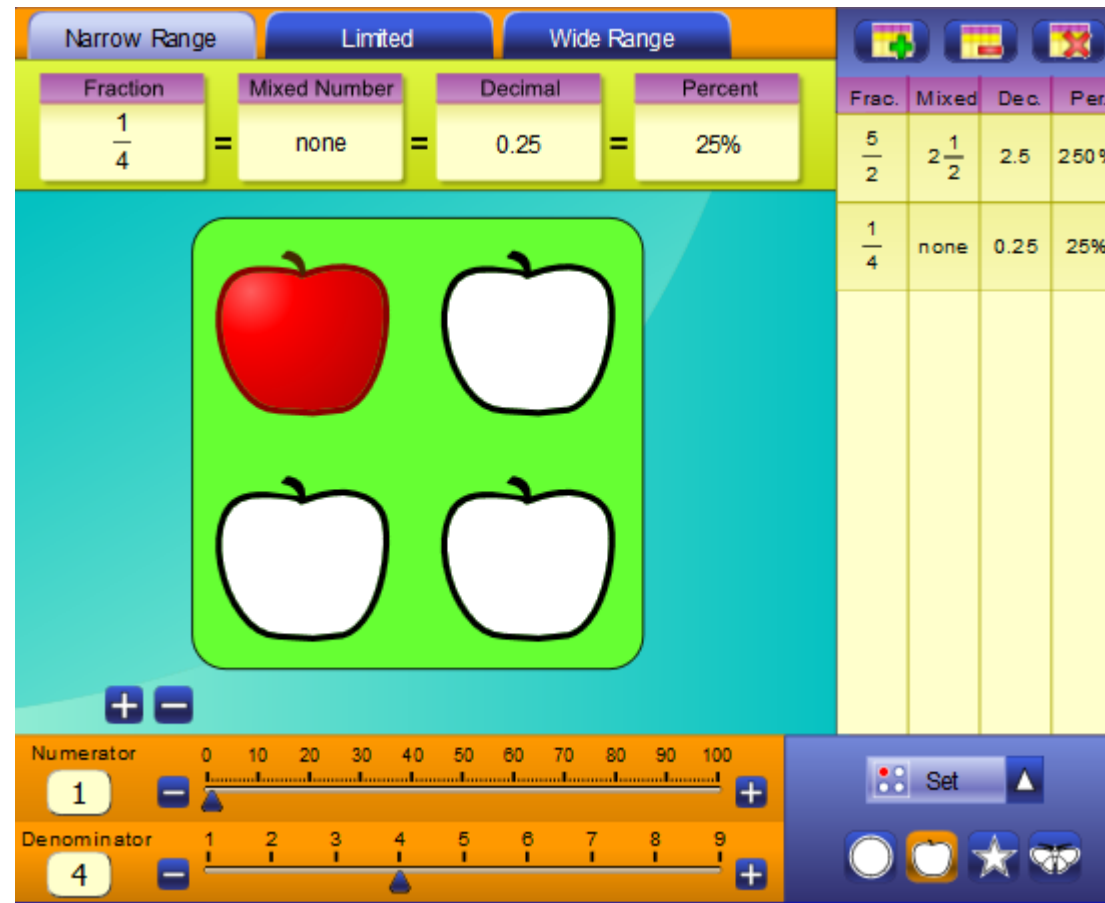 Narrow Range Limited Wide Range
Fraction Mixed Number Decimal Percent
1/4 = none = 0.25 = 25%
Frac. Mixed Dec. Per.
5/2 2 1/2 2.5 250%
1/4 none 0.25 25%
Numerator 0 10 20 30 40 50 60 70 80 90 100
1
Denominator 1 2 3 4 5 6 7 8 9
4
Set